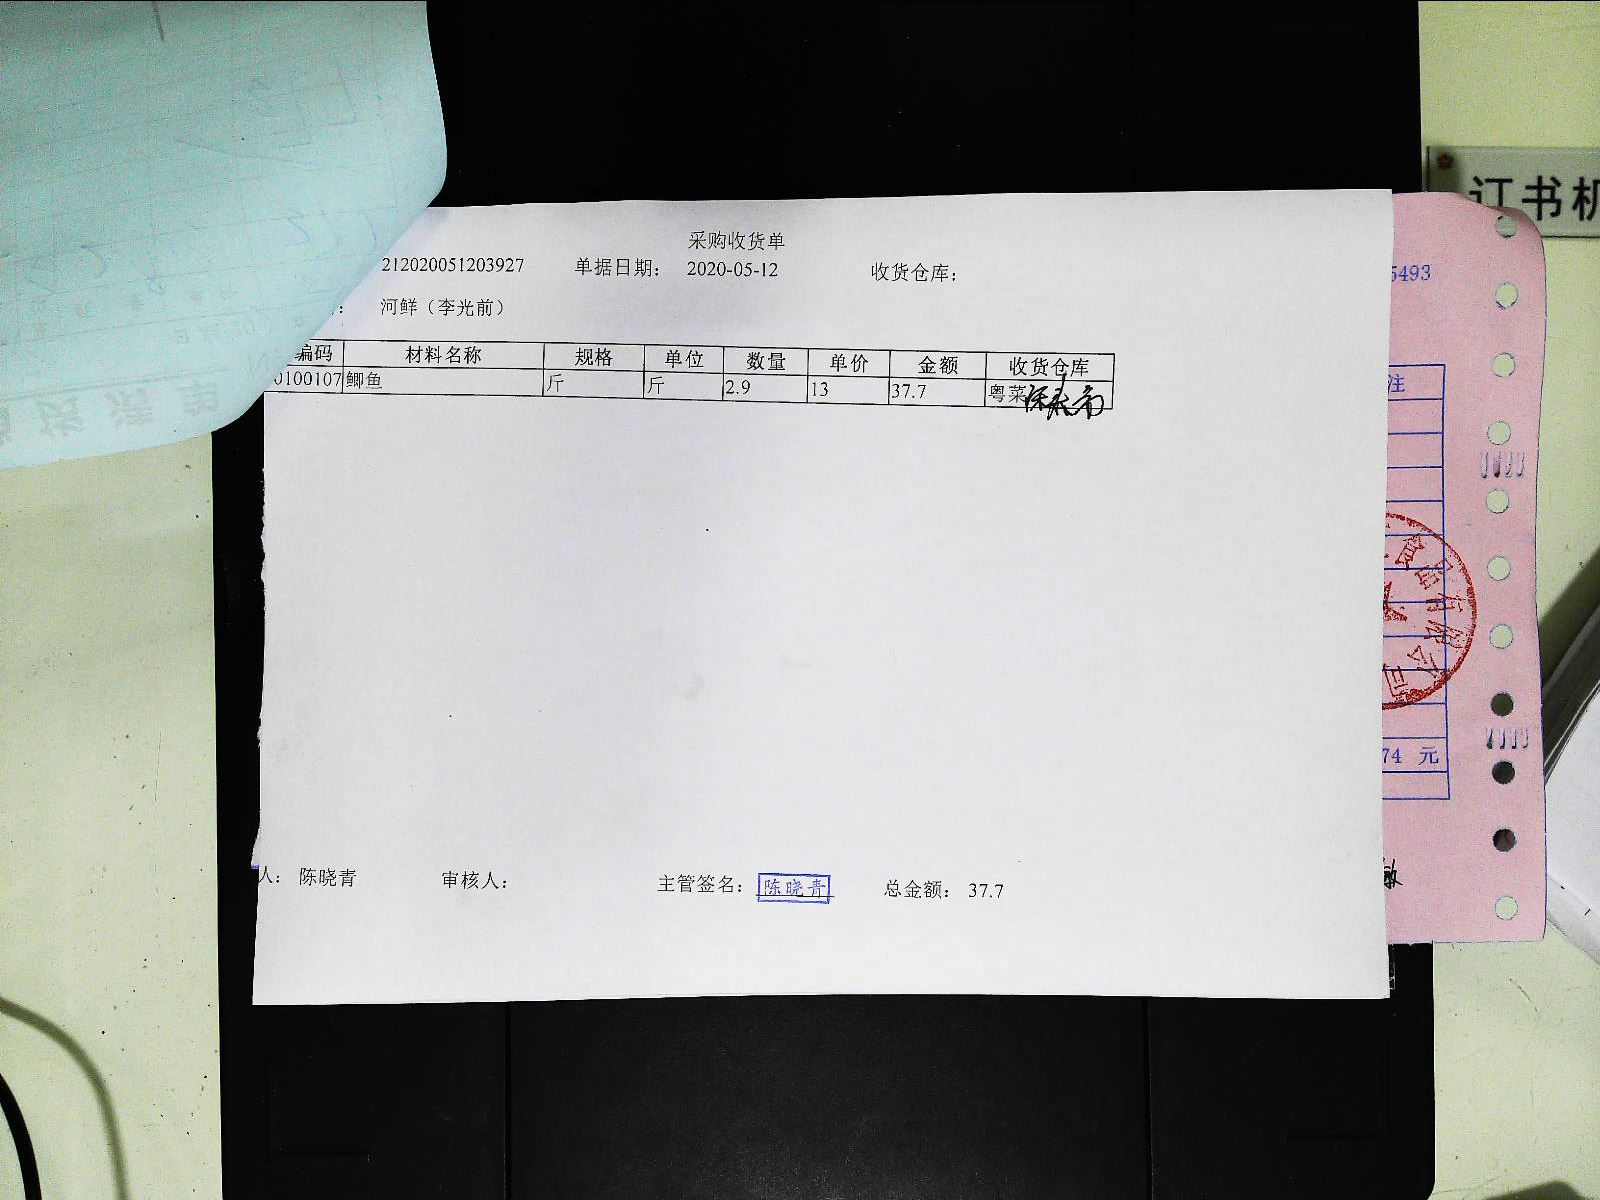 采购收货单
212020051203927 单据日期: 2020-05-12 收货仓库:
: 河鲜（李光前）
编码 材料名称 规格 单位 数量 单价 金额 收货仓库
0100107 鲫鱼 斤 斤 2.9 13 37.7 粤菜
人: 陈晓青 审核人: 主管签名: 陈晓青 总金额: 37.7
订书机
5493
注
有限公司
74 元